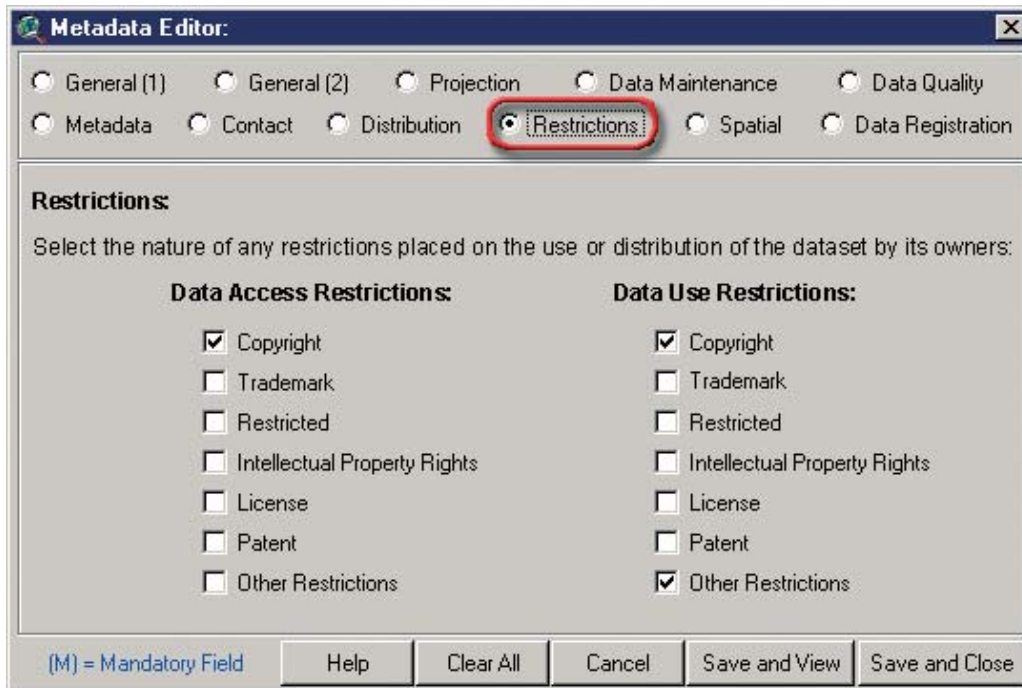 Metadata Editor:
General (1) General (2) Projection Data Maintenance Data Quality
Metadata Contact Distribution Restrictions Spatial Data Registration
Restrictions:
Select the nature of any restrictions placed on the use or distribution of the dataset by its owners:
Data Access Restrictions:
Copyright
Trademark
Restricted
Intellectual Property Rights
License
Patent
Other Restrictions
Data Use Restrictions:
Copyright
Trademark
Restricted
Intellectual Property Rights
License
Patent
Other Restrictions
(M) = Mandatory Field Help Clear All Cancel Save and View Save and Close